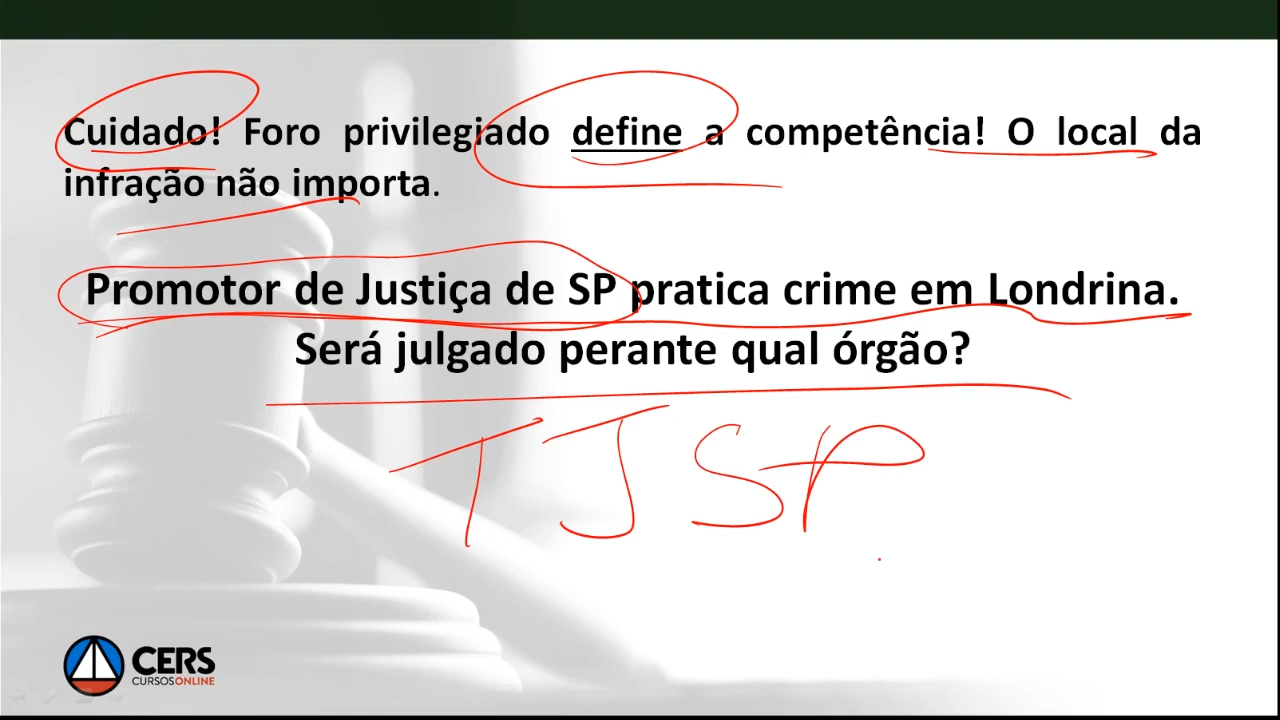 Cuidado! Foro privilegiado define a competência! O local da
infração não importa.
Promotor de Justiça de SP pratica crime em Londrina.
Será julgado perante qual órgão?
TJSP
CERS
CURSOS ONLINE